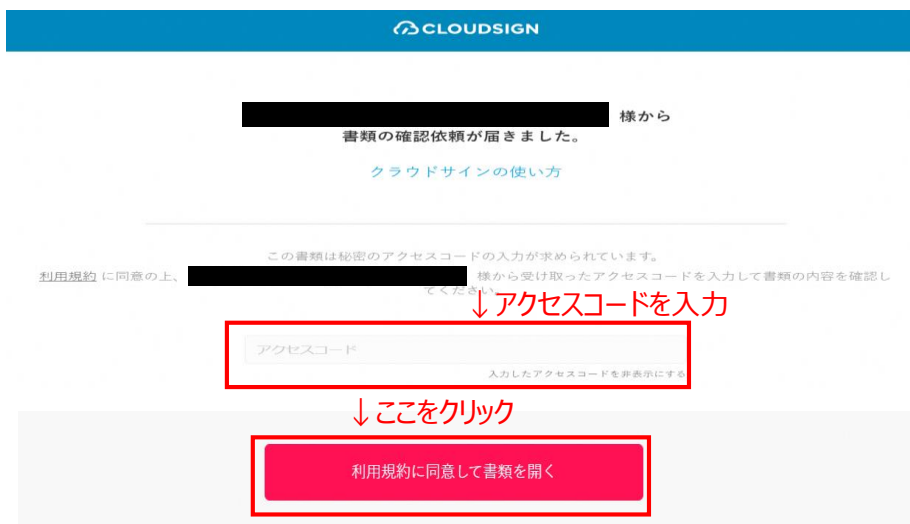 CLOUDSIGN
様から
書類の確認依頼が届きました。
クラウドサインの使い方
この書類は秘密のアクセスコードの入力が求められています。
利用規約 に同意の上、 様から受け取ったアクセスコードを入力して書類の内容を確認し
てください。
↓アクセスコードを入力
アクセスコード
入力したアクセスコードを非表示にする
↓ここをクリック
利用規約に同意して書類を開く